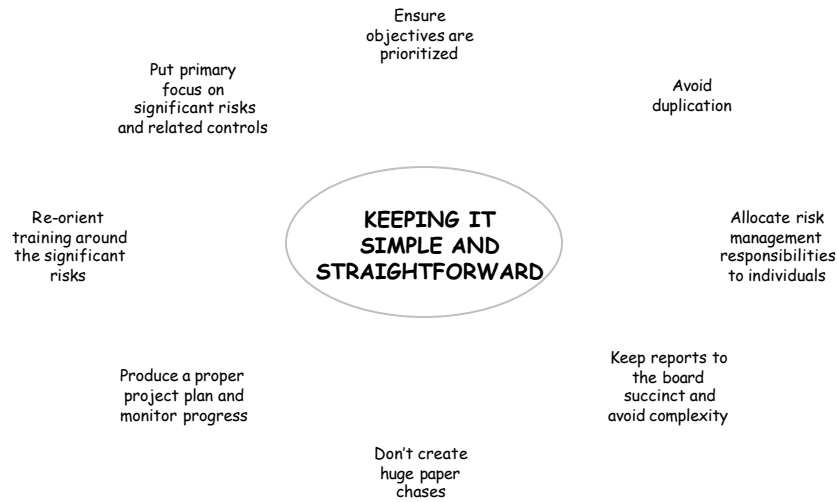 Ensure
objectives are
prioritized
Put primary
focus on
significant risks
and related controls
Avoid
duplication
Re-orient
training around
the significant
risks
KEEPING IT
SIMPLE AND
STRAIGHTFORWARD
Allocate risk
management
responsibilities
to individuals
Produce a proper
project plan and
monitor progress
Keep reports to
the board
succinct and
avoid complexity
Don't create
huge paper
chases